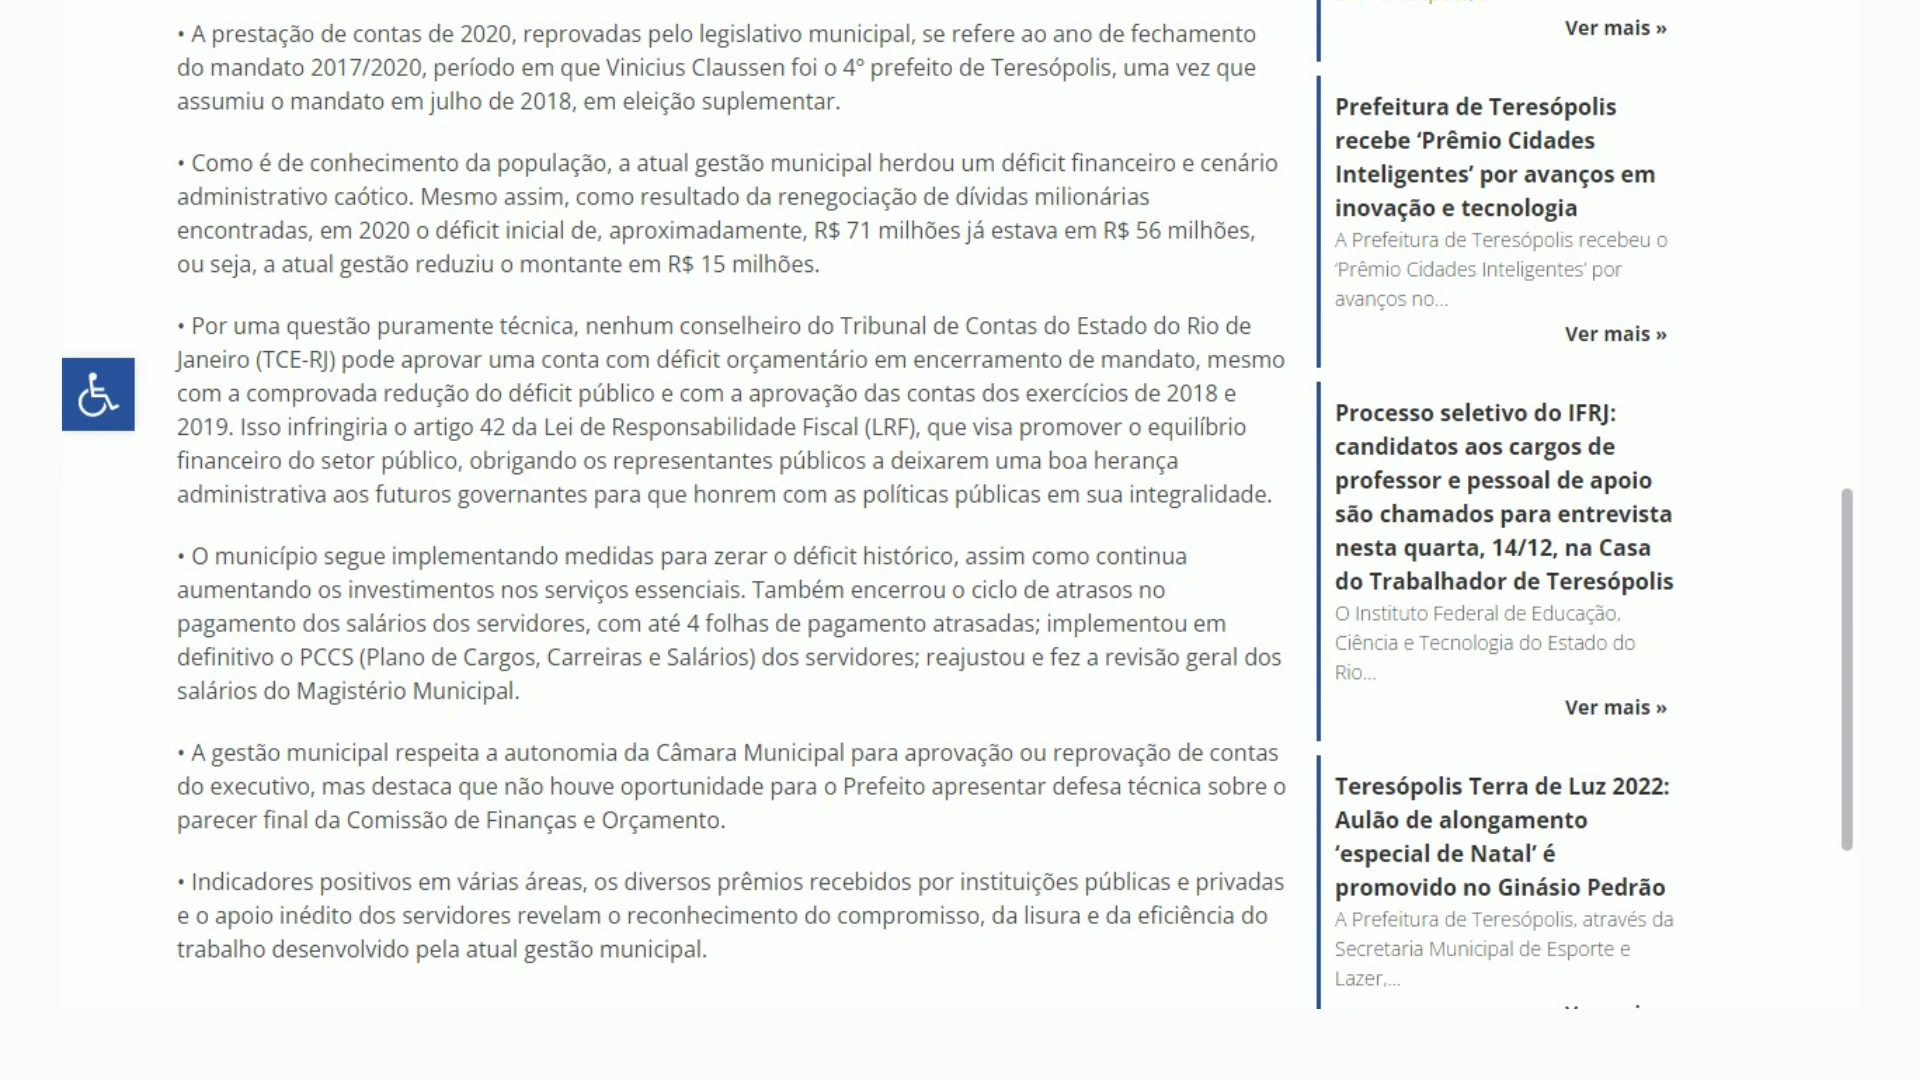 • A prestação de contas de 2020, reprovadas pelo legislativo municipal, se refere ao ano de fechamento
do mandato 2017/2020, período em que Vinicius Claussen foi o 4º prefeito de Teresópolis, uma vez que
assumiu o mandato em julho de 2018, em eleição suplementar.
• Como é de conhecimento da população, a atual gestão municipal herdou um déficit financeiro e cenário
administrativo caótico. Mesmo assim, como resultado da renegociação de dívidas milionárias
encontradas, em 2020 o déficit inicial de, aproximadamente, R$ 71 milhões já estava em R$ 56 milhões,
ou seja, a atual gestão reduziu o montante em R$ 15 milhões.
• Por uma questão puramente técnica, nenhum conselheiro do Tribunal de Contas do Estado do Rio de
Janeiro (TCE-RJ) pode aprovar uma conta com déficit orçamentário em encerramento de mandato, mesmo
com a comprovada redução do déficit público e com a aprovação das contas dos exercícios de 2018 e
2019. Isso infringiria o artigo 42 da Lei de Responsabilidade Fiscal (LRF), que visa promover o equilíbrio
financeiro do setor público, obrigando os representantes públicos a deixarem uma boa herança
administrativa aos futuros governantes para que honrem com as políticas públicas em sua integralidade.
• O município segue implementando medidas para zerar o déficit histórico, assim como continua
aumentando os investimentos nos serviços essenciais. Também encerrou o ciclo de atrasos no
pagamento dos salários dos servidores, com até 4 folhas de pagamento atrasadas; implementou em
definitivo o PCCS (Plano de Cargos, Carreiras e Salários) dos servidores; reajustou e fez a revisão geral dos
salários do Magistério Municipal.
• A gestão municipal respeita a autonomia da Câmara Municipal para aprovação ou reprovação de contas
do executivo, mas destaca que não houve oportunidade para o Prefeito apresentar defesa técnica sobre o
parecer final da Comissão de Finanças e Orçamento.
• Indicadores positivos em várias áreas, os diversos prêmios recebidos por instituições públicas e privadas
e o apoio inédito dos servidores revelam o reconhecimento do compromisso, da lisura e da eficiência do
trabalho desenvolvido pela atual gestão municipal.
Ver mais »
Prefeitura de Teresópolis
recebe ‘Prêmio Cidades
Inteligentes’ por avanços em
inovação e tecnologia
A Prefeitura de Teresópolis recebeu o
‘Prêmio Cidades Inteligentes’ por
avanços no...
Ver mais »
Processo seletivo do IFRJ:
candidatos aos cargos de
professor e pessoal de apoio
são chamados para entrevista
nesta quarta, 14/12, na Casa
do Trabalhador de Teresópolis
O Instituto Federal de Educação,
Ciência e Tecnologia do Estado do
Rio...
Ver mais »
Teresópolis Terra de Luz 2022:
Aulão de alongamento
‘especial de Natal’ é
promovido no Ginásio Pedrão
A Prefeitura de Teresópolis, através da
Secretaria Municipal de Esporte e
Lazer,...